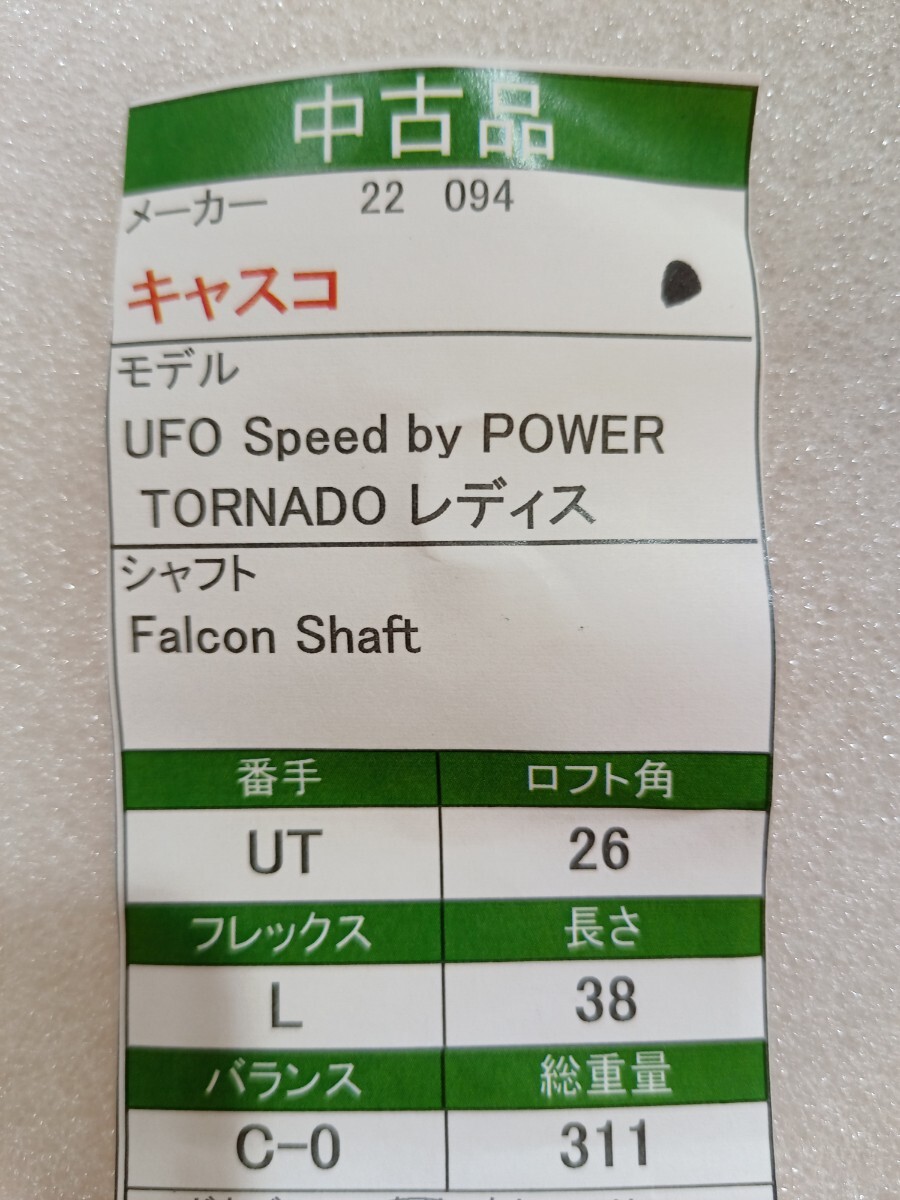 中古品
メーカー 22 094
キャスコ
モデル
UFO Speed by POWER
TORNADO レディス
シャフト
Falcon Shaft
番手 ロフト角
UT 26
フレックス 長さ
L 38
バランス 総重量
C-0 311